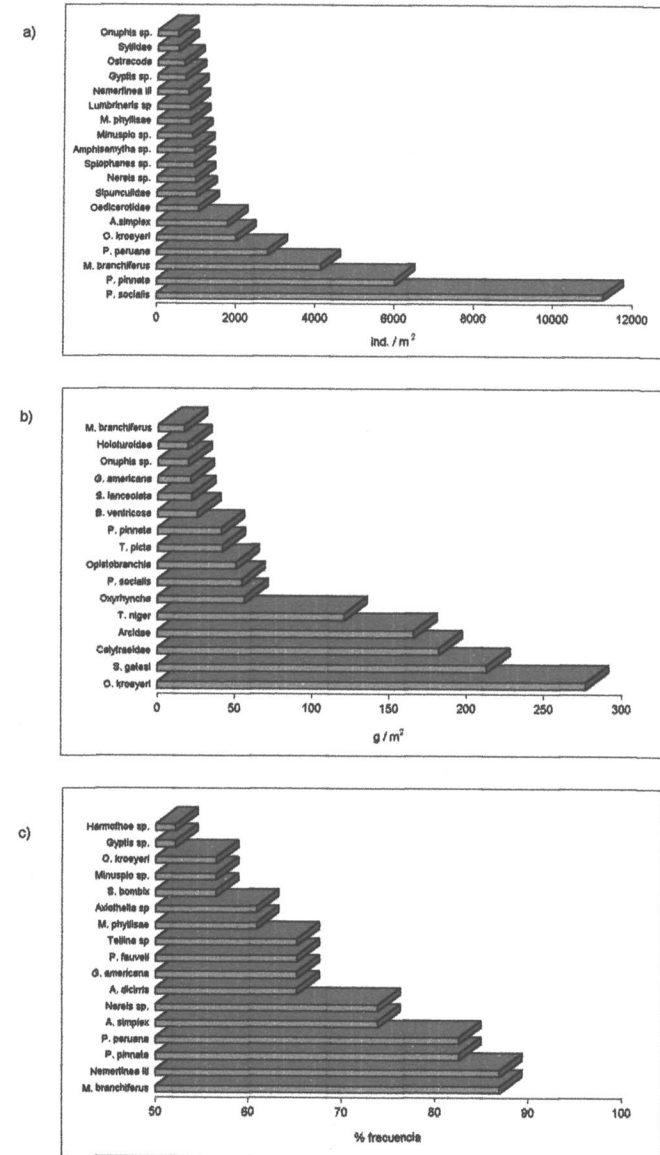 a)
Onuphis sp.
Syllidae
Ostracoda
Gyptis sp.
Nemertinea III
Lumbrineris sp
M. phyllisae
Minuspio sp.
Amphisamytha sp.
Spiophanes sp.
Nereis sp.
Sipunculidae
Oedicerotidae
A.simplex
O. kroeyeri
P. peruana
M. branchiferus
P. pinnata
P. socialis
0 2000 4000 6000 8000 10000 12000
ind. / m²
b)
M. branchiferus
Holoturoidea
Onuphis sp.
G. americana
S. lanceolata
B. ventricosa
P. pinnata
T. picta
Opistobranchia
P. socialis
Oxyrhyncha
T. niger
Arcidae
Calytraeidae
S. gatesi
O. kroeyeri
0 50 100 150 200 250 300
g / m²
c)
Harmothoe sp.
Gyptis sp.
O. kroeyeri
Minuspio sp.
S. bombix
Axiothella sp
M. phyllisae
Tellina sp
P. fauveli
G. americana
A. dicirris
Nereis sp.
A. simplex
P. peruana
P. pinnata
Nemertinea III
M. branchiferus
50 60 70 80 90 100
% frecuencia